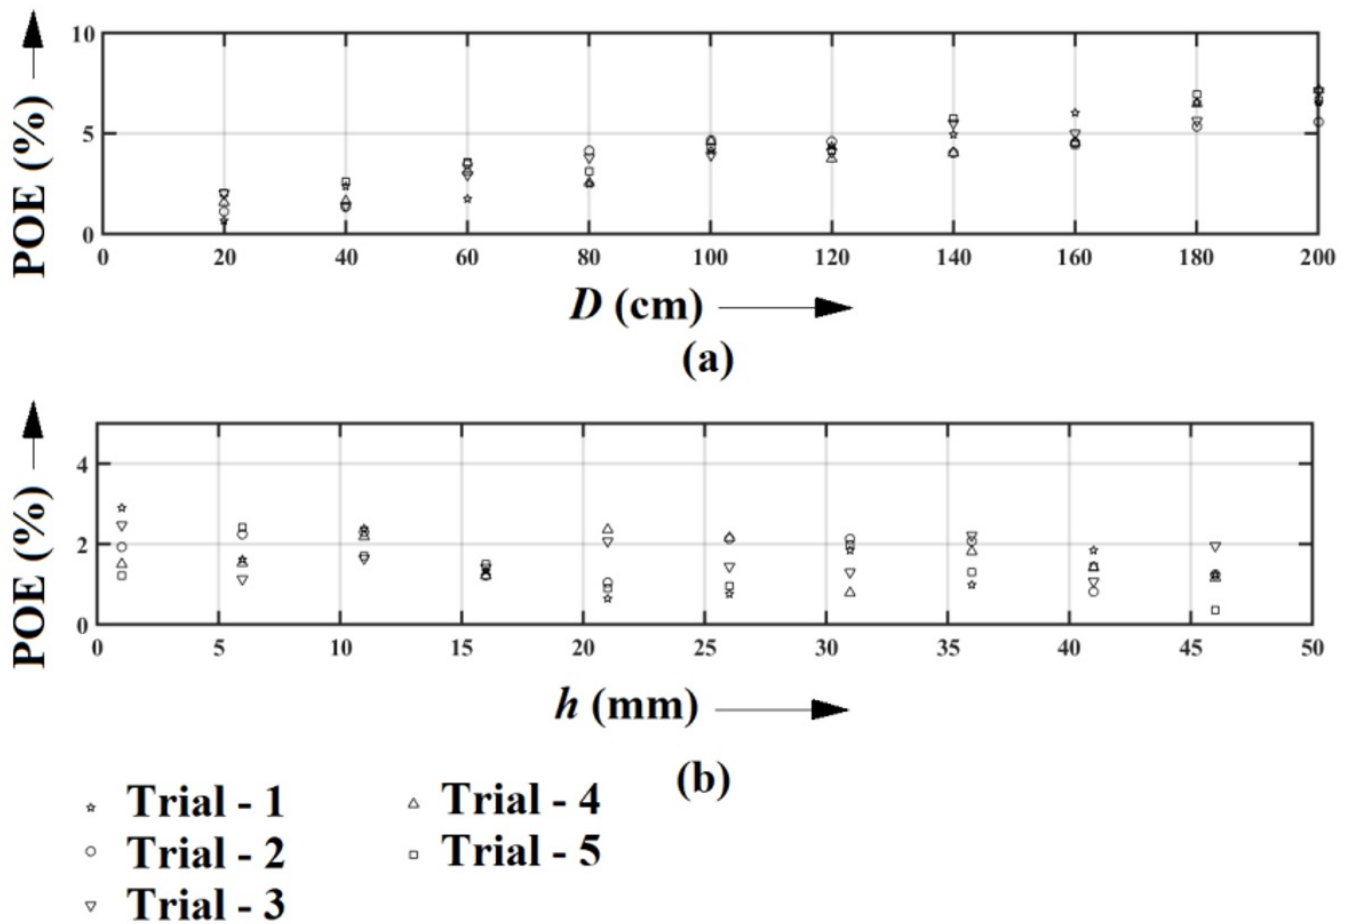 POE (%)
10
5
0
0 20 40 60 80 100 120 140 160 180 200
D (cm)
(a)
POE (%)
4
2
0
0 5 10 15 20 25 30 35 40 45 50
h (mm)
(b)
Trial - 1 Trial - 4
Trial - 2 Trial - 5
Trial - 3